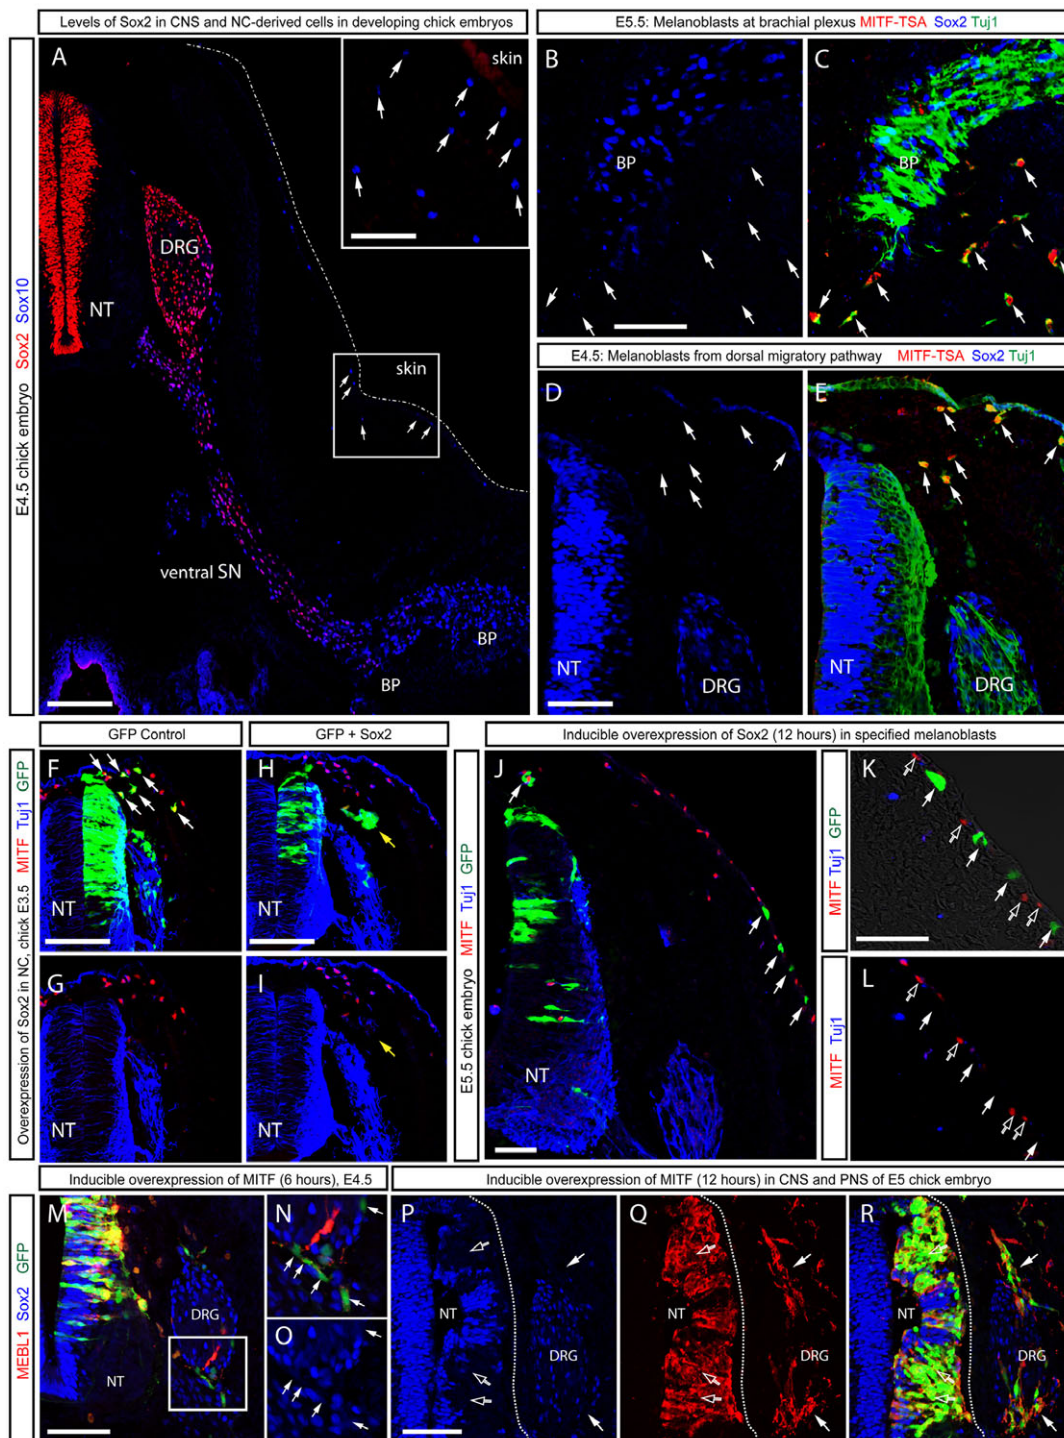 Levels of Sox2 in CNS and NC-derived cells in developing chick embryos
E4.5 chick embryo Sox2 Sox10
A
skin
DRG
NT
skin
ventral SN
BP
BP
E5.5: Melanoblasts at brachial plexus MITF-TSA Sox2 Tuj1
B
BP
C
BP
E4.5: Melanoblasts from dorsal migratory pathway MITF-TSA Sox2 Tuj1
D
NT
DRG
E
NT
DRG
Overexpression of Sox2 in NC, chick E3.5 MITF Tuj1 GFP
GFP Control
F
NT
G
NT
GFP + Sox2
H
NT
I
NT
Inducible overexpression of Sox2 (12 hours) in specified melanoblasts
E5.5 chick embryo MITF Tuj1 GFP
J
NT
MITF Tuj1 GFP
K
MITF Tuj1
L
Inducible overexpression of MITF (6 hours), E4.5
MEBL1 Sox2 GFP
M
DRG
NT
N
O
Inducible overexpression of MITF (12 hours) in CNS and PNS of E5 chick embryo
P
NT
DRG
Q
NT
DRG
R
NT
DRG